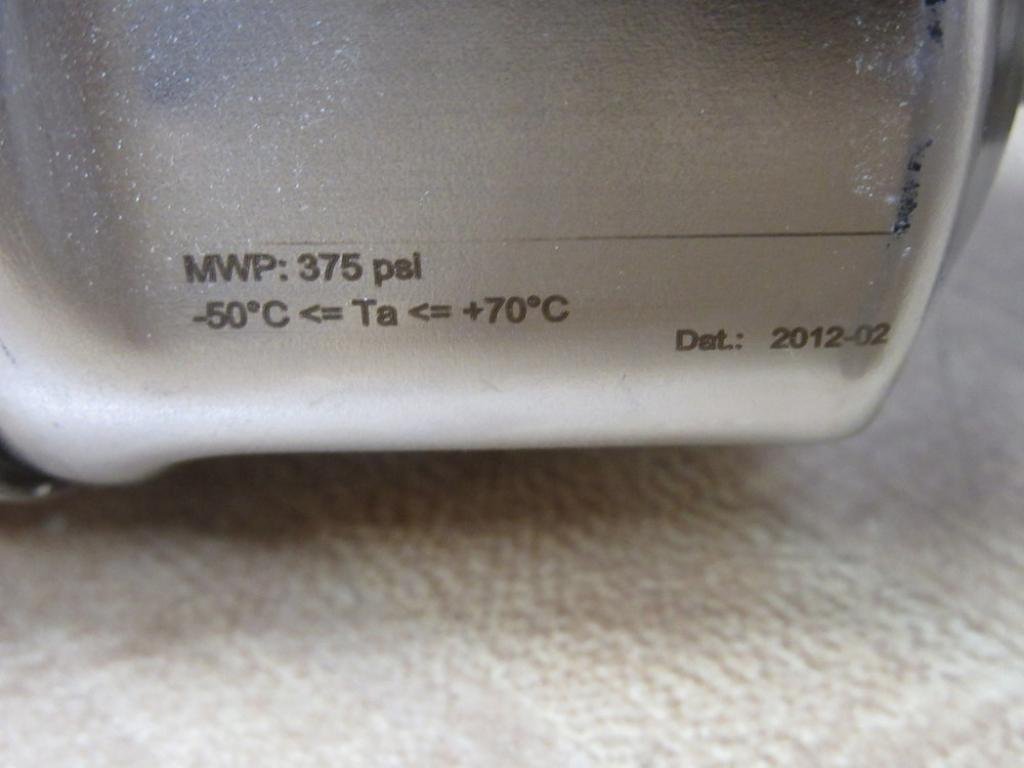 MWP: 375 psi
-50°C <= Ta <= +70°C
Dat.: 2012-02